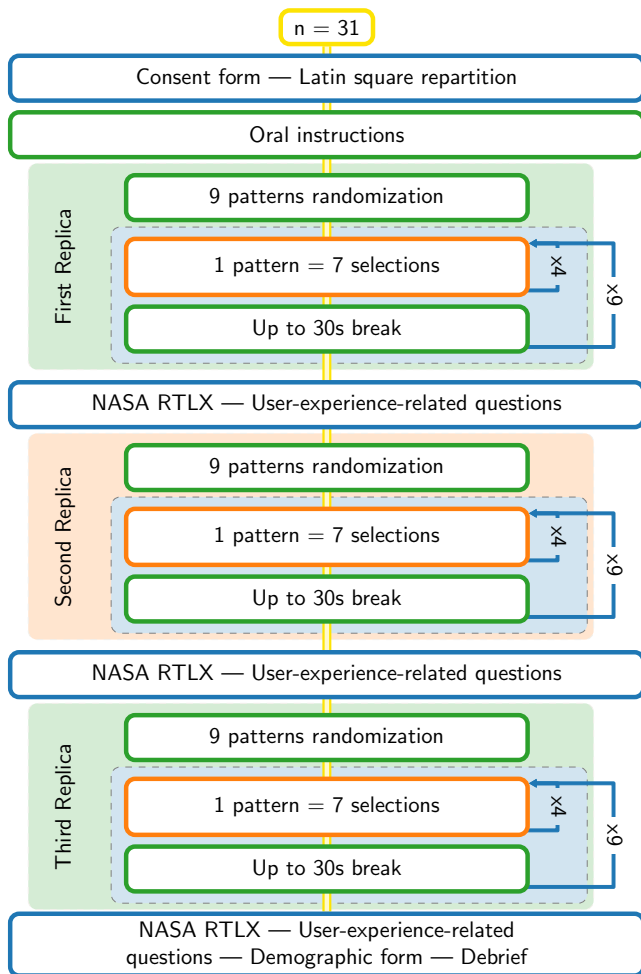 n = 31
Consent form — Latin square repartition
Oral instructions
First Replica
9 patterns randomization
1 pattern = 7 selections
×4
Up to 30s break
×9
NASA RTLX — User-experience-related questions
Second Replica
9 patterns randomization
1 pattern = 7 selections
×4
Up to 30s break
×9
NASA RTLX — User-experience-related questions
Third Replica
9 patterns randomization
1 pattern = 7 selections
×4
Up to 30s break
×9
NASA RTLX — User-experience-related
questions — Demographic form — Debrief